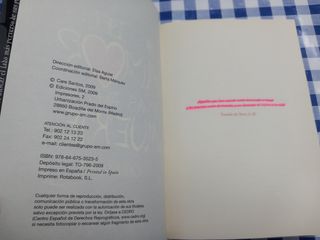 Dirección editorial: Elsa Aguiar
Coordinación editorial: Berta Márquez
© Care Santos, 2009
© Ediciones SM, 2009
Impresores, 2
Urbanización Prado del Espino
28660 Boadilla del Monte (Madrid)
www.grupo-sm.com
ATENCIÓN AL CLIENTE
Tel.: 902 12 13 23
Fax: 902 24 12 22
e-mail: clientes@grupo-sm.com
ISBN: 978-84-675-3523-5
Depósito legal: TO-796-2009
Impreso en España / Printed in Spain
Imprime: Rotabook, S.L.
Cualquier forma de reproducción, distribución,
comunicación pública o transformación de esta obra
solo puede ser realizada con la autorización de sus titulares,
salvo excepción prevista por la ley. Diríjase a CEDRO
(Centro Español de Derechos Reprográficos, www.cedro.org)
si necesita fotocopiar o escanear algún fragmento de esta obra.